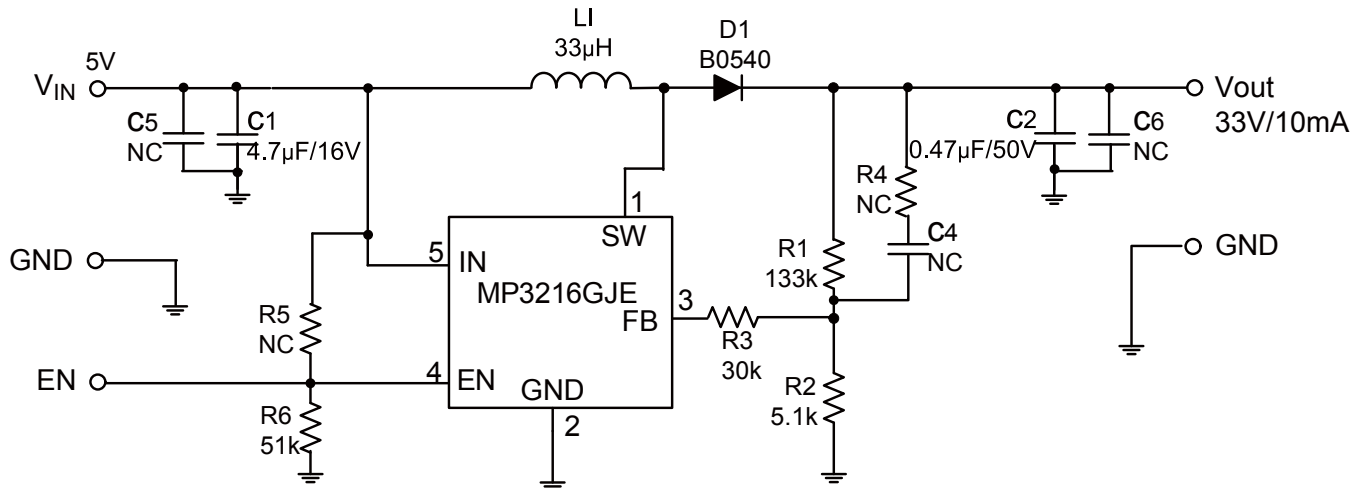 LI
33µH
D1
B0540
5V
VIN
Vout
33V/10mA
C5
NC
C1
4.7µF/16V
C2
0.47µF/50V
C6
NC
R4
NC
C4
NC
1
SW
GND
GND
5
IN
MP3216GJE
R1
133k
3
FB
R3
30k
R5
NC
EN
4
EN
GND
2
R2
5.1k
R6
51k